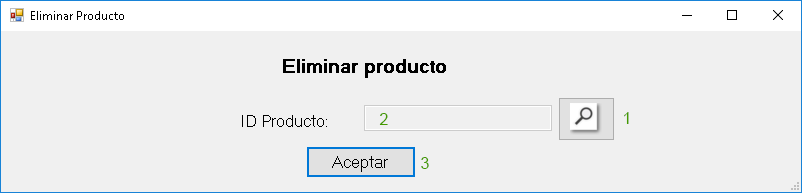 Eliminar Producto
Eliminar producto
ID Producto: 2 1
Aceptar 3